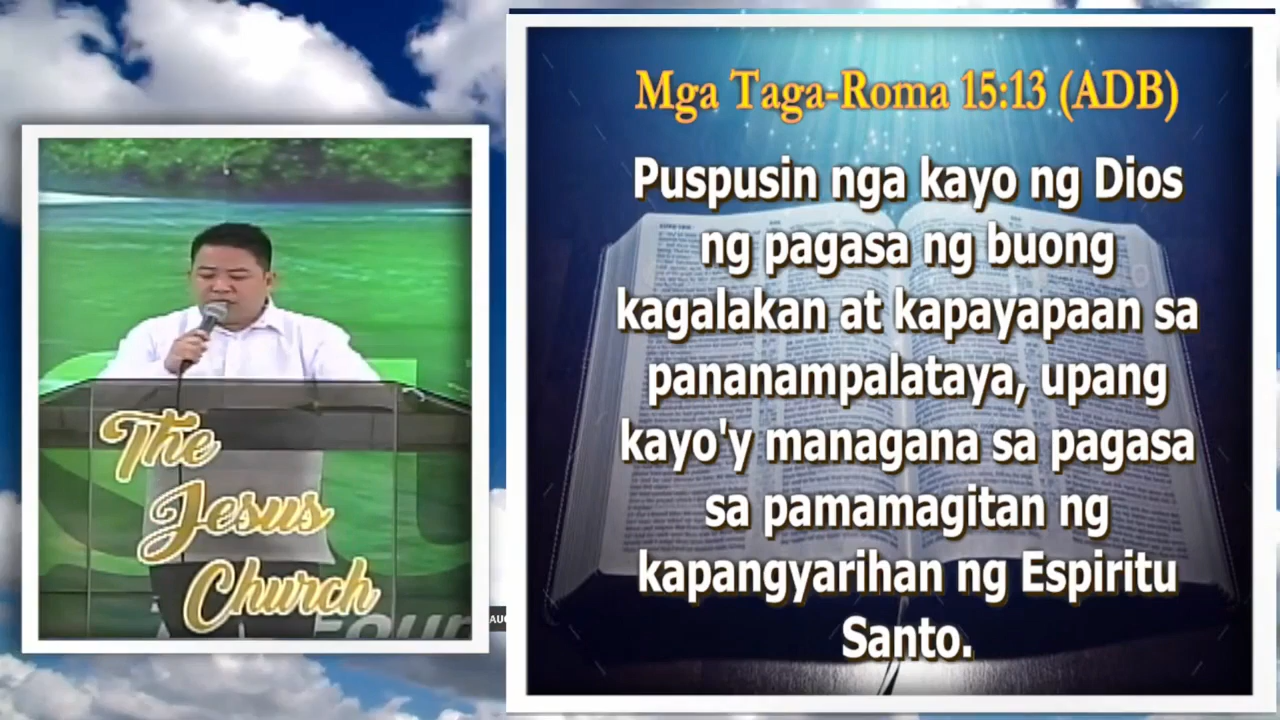 Mga Taga-Roma 15:13 (ADB)
Puspusin nga kayo ng Dios
ng pagasa ng buong
kagalakan at kapayapaan sa
pananampalataya, upang
kayo'y managana sa pagasa
sa pamamagitan ng
kapangyarihan ng Espiritu
Santo.
The
Jesus
Church